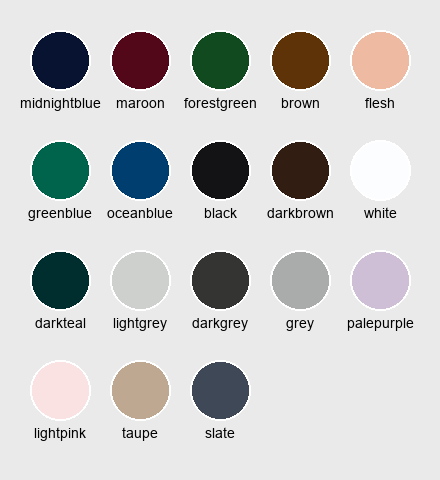 midnightblue maroon forestgreen brown flesh
greenblue oceanblue black darkbrown white
darkteal lightgrey darkgrey grey palepurple
lightpink taupe slate